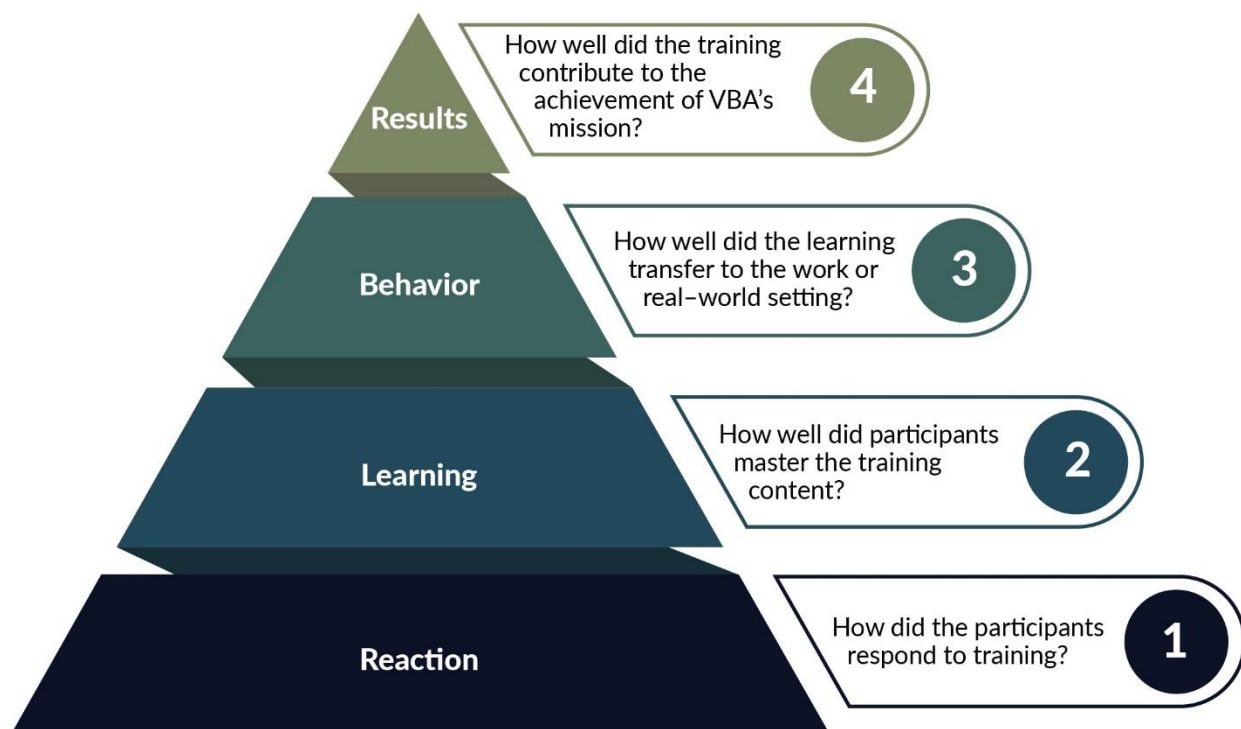 Results
How well did the training
contribute to the
achievement of VBA’s
mission?
4
Behavior
How well did the learning
transfer to the work or
real–world setting?
3
Learning
How well did participants
master the training
content?
2
Reaction
How did the participants
respond to training?
1